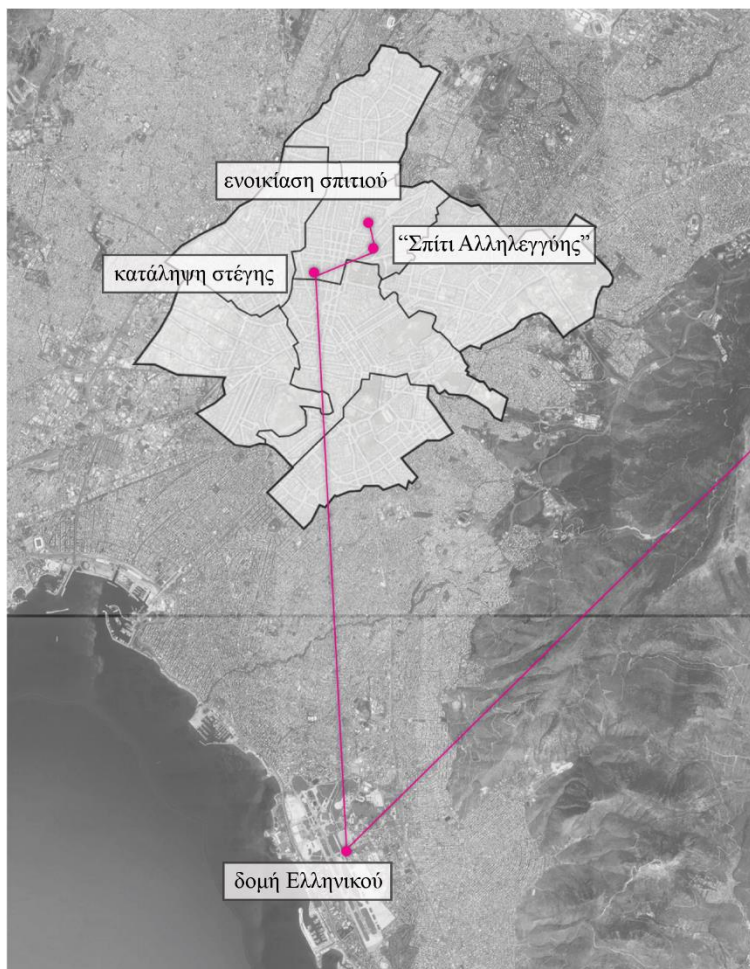 ενοικίαση σπιτιού
“Σπίτι Αλληλεγγύης”
κατάληψη στέγης
δομή Ελληνικού